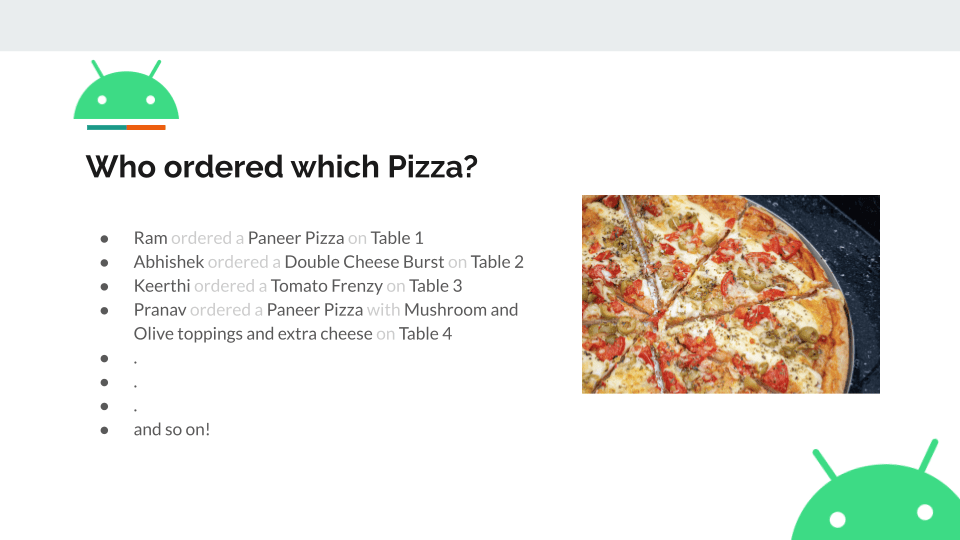 Who ordered which Pizza?
● Ram ordered a Paneer Pizza on Table 1
● Abhishek ordered a Double Cheese Burst on Table 2
● Keerthi ordered a Tomato Frenzy on Table 3
● Pranav ordered a Paneer Pizza with Mushroom and
Olive toppings and extra cheese on Table 4
● .
● .
● .
● and so on!